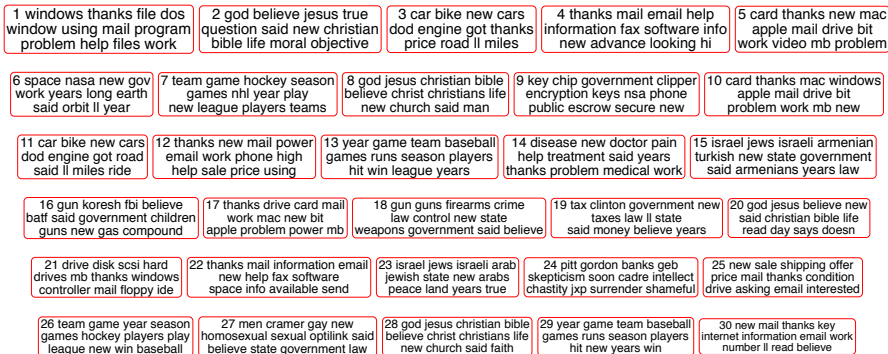 1 windows thanks file dos
window using mail program
problem help files work
2 god believe jesus true
question said new christian
bible life moral objective
3 car bike new cars
dod engine got thanks
price road ll miles
4 thanks mail email help
information fax software info
new advance looking hi
5 card thanks new mac
apple mail drive bit
work video mb problem
6 space nasa new gov
work years long earth
said orbit ll year
7 team game hockey season
games nhl year play
new league players teams
8 god jesus christian bible
believe christ christians life
new church said man
9 key chip government clipper
encryption keys nsa phone
public escrow secure new
10 card thanks mac windows
apple mail drive bit
problem work mb new
11 car bike new cars
dod engine got road
said ll miles ride
12 thanks new mail power
email work phone high
help sale price using
13 year game team baseball
games runs season players
hit win league years
14 disease new doctor pain
help treatment said years
thanks problem medical work
15 israel jews israeli armenian
turkish new state government
said armenians years law
16 gun koresh fbi believe
batf said government children
guns new gas compound
17 thanks drive card mail
work mac new bit
apple problem power mb
18 gun guns firearms crime
law control new state
weapons government said believe
19 tax clinton government new
taxes law ll state
said money believe years
20 god jesus believe new
said christian bible life
read day says doesn
21 drive disk scsi hard
drives mb thanks windows
controller mail floppy ide
22 thanks mail information email
new help fax software
space info available send
23 israel jews israeli arab
jewish state new arabs
peace land years true
24 pitt gordon banks geb
skepticism soon cadre intellect
chastity jxp surrender shameful
25 new sale shipping offer
price mail thanks condition
drive asking email interested
26 team game year season
games hockey players play
league new win baseball
27 men cramer gay new
homosexual sexual optilink said
believe state government law
28 god jesus christian bible
believe christ christians life
new church said faith
29 year game team baseball
games runs season players
hit new years win
30 new mail thanks key
internet information email work
number ll read believe